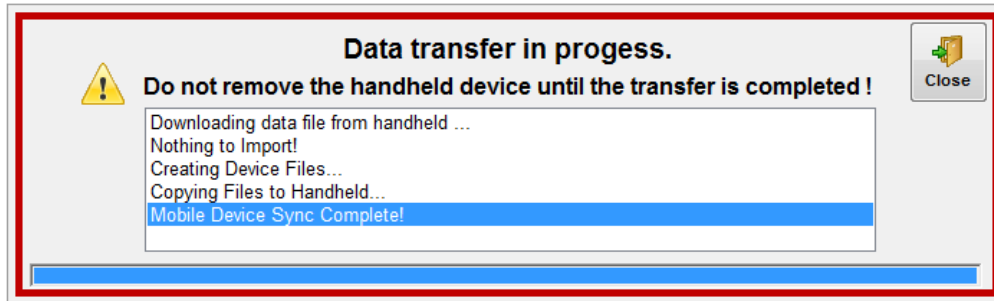 Data transfer in progess.
Do not remove the handheld device until the transfer is completed !
Close
Downloading data file from handheld ...
Nothing to Import!
Creating Device Files...
Copying Files to Handheld...
Mobile Device Sync Complete!